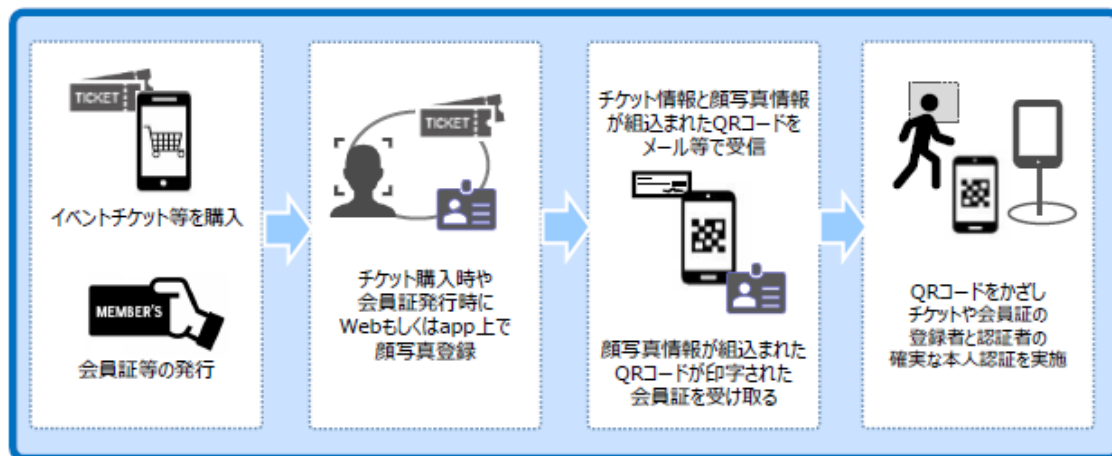 TICKET
イベントチケット等を購入
MEMBER'S
会員証等の発行
TICKET
チケット購入時や
会員証発行時に
Webもしくはapp上で
顔写真登録
チケット情報と顔写真情報
が組込まれたQRコードを
メール等で受信
顔写真情報が組込まれた
QRコードが印字された
会員証を受け取る
QRコードをかざし
チケットや会員証の
登録者と認証者の
確実な本人認証を実施